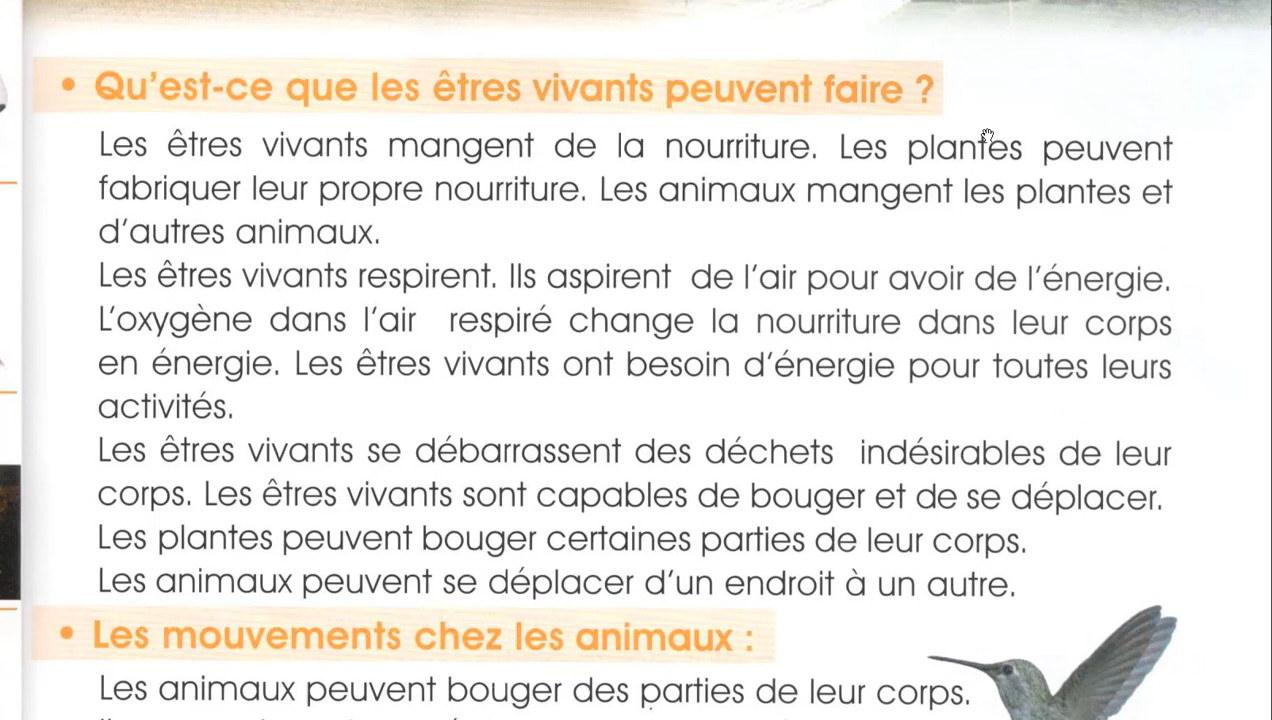 • Qu'est-ce que les êtres vivants peuvent faire ?
Les êtres vivants mangent de la nourriture. Les plantes peuvent
fabriquer leur propre nourriture. Les animaux mangent les plantes et
d'autres animaux.
Les êtres vivants respirent. Ils aspirent de l'air pour avoir de l'énergie.
L'oxygène dans l'air respiré change la nourriture dans leur corps
en énergie. Les êtres vivants ont besoin d'énergie pour toutes leurs
activités.
Les êtres vivants se débarrassent des déchets indésirables de leur
corps. Les êtres vivants sont capables de bouger et de se déplacer.
Les plantes peuvent bouger certaines parties de leur corps.
Les animaux peuvent se déplacer d'un endroit à un autre.
• Les mouvements chez les animaux :
Les animaux peuvent bouger des parties de leur corps.